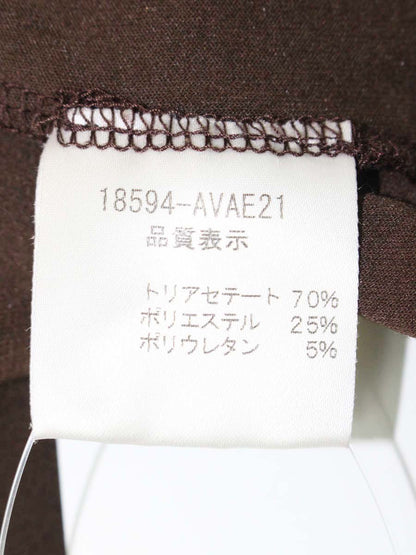 18594-AVAE21
品質表示
トリアセテート 70%
ポリエステル 25%
ポリウレタン 5%